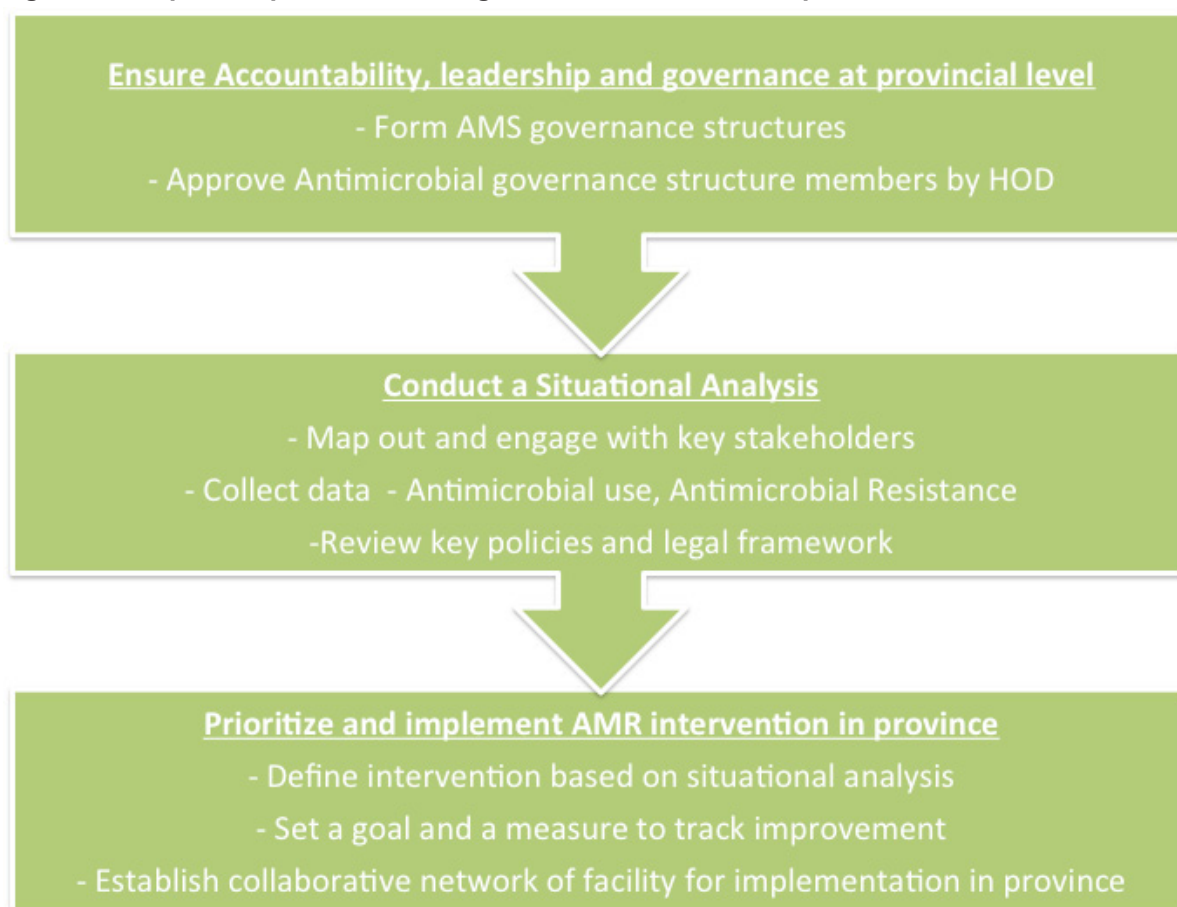 Ensure Accountability, leadership and governance at provincial level
- Form AMS governance structures
- Approve Antimicrobial governance structure members by HOD
Conduct a Situational Analysis
- Map out and engage with key stakeholders
- Collect data - Antimicrobial use, Antimicrobial Resistance
-Review key policies and legal framework
Prioritize and implement AMR intervention in province
- Define intervention based on situational analysis
- Set a goal and a measure to track improvement
- Establish collaborative network of facility for implementation in province